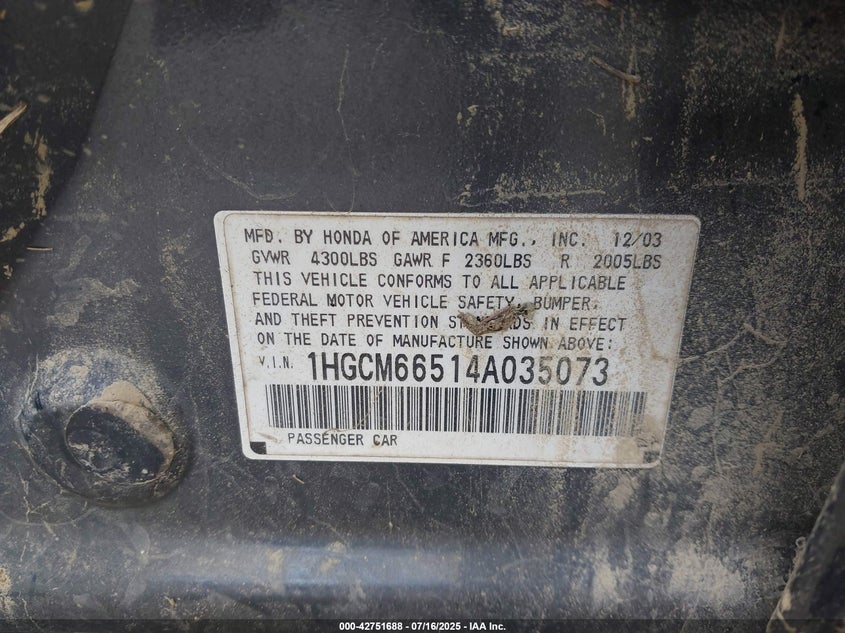 MFD. BY HONDA OF AMERICA MFG., INC. 12/03
GVWR 4300LBS GAWR F 2360LBS R 2005LBS
THIS VEHICLE CONFORMS TO ALL APPLICABLE
FEDERAL MOTOR VEHICLE SAFETY, BUMPER,
AND THEFT PREVENTION STANDARDS IN EFFECT
ON THE DATE OF MANUFACTURE SHOWN ABOVE:
V.I.N. 1HGCM66514A035073
PASSENGER CAR
000-42751688 - 07/16/2025 - IAA Inc.